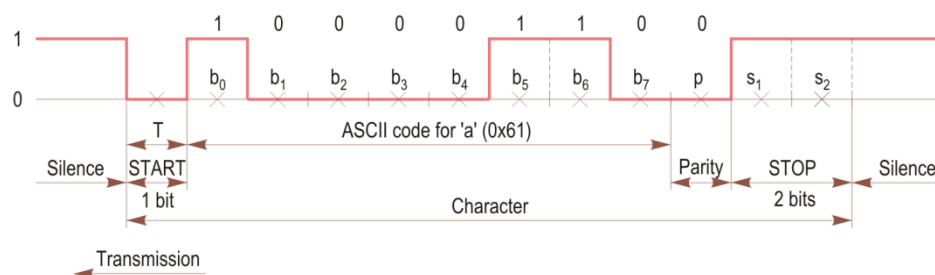 1 0 0 0 0 1 1 0 0
1
b0 b1 b2 b3 b4 b5 b6 b7 p s1 s2
0
T ASCII code for 'a' (0x61)
Silence START Parity STOP Silence
1 bit 2 bits
Character
Transmission